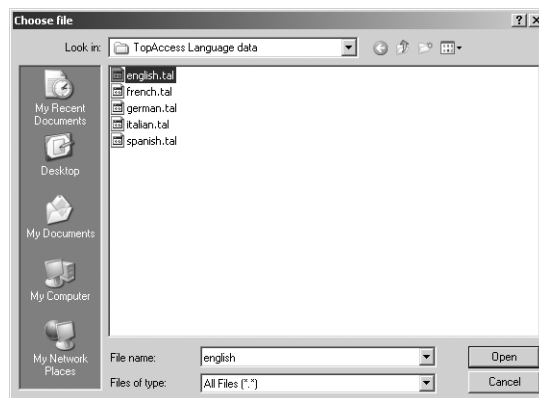 Choose file
Look in: TopAccess Language data
My Recent
Documents
Desktop
My Documents
My Computer
My Network
Places
english.tal
french.tal
german.tal
italian.tal
spanish.tal
File name: english Open
Files of type: All Files (*.*) Cancel